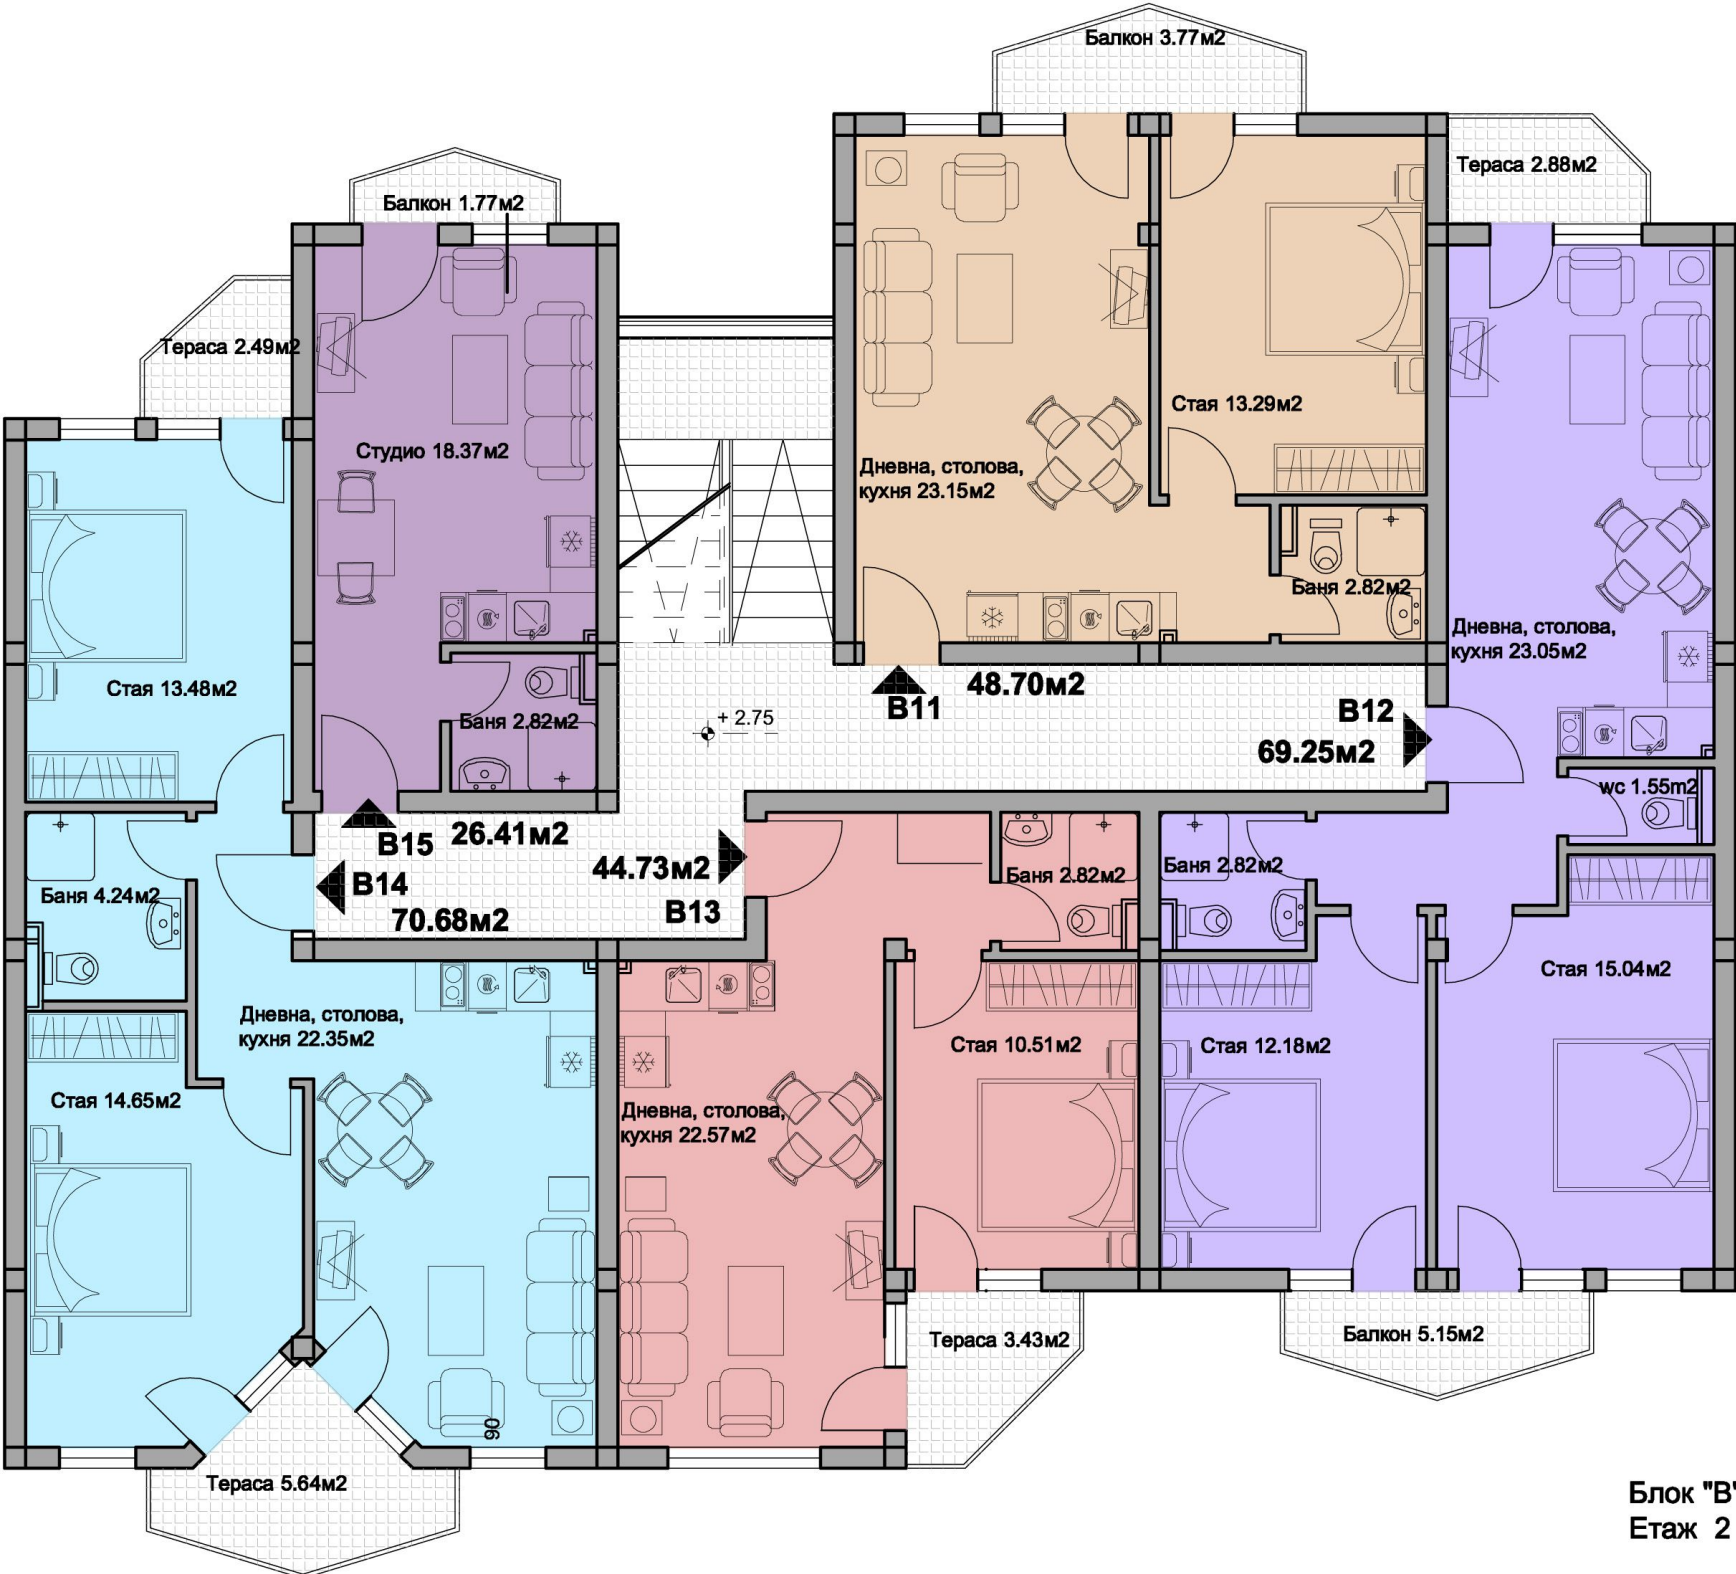 Балкон 3.77м2
Тераса 2.88м2
Балкон 1.77м2
Тераса 2.49м2
Стая 13.29м2
Студио 18.37м2
Дневна, столова,
кухня 23.15м2
Баня 2.82м2
Дневна, столова,
кухня 23.05м2
Стая 13.48м2
48.70м2
B11
B12
+ 2.75
Баня 2.82м2
69.25м2
wc 1.55m2
B15
26.41м2
44.73м2
Баня 2.82м2
Баня 2.82м2
B14
Баня 4.24м2
B13
70.68м2
Стая 15.04м2
Дневна, столова,
кухня 22.35м2
Стая 10.51м2
Стая 12.18м2
Стая 14.65м2
Дневна, столова,
кухня 22.57м2
Балкон 5.15м2
Тераса 3.43м2
90
Тераса 5.64м2
Блок "В"
Етаж 2